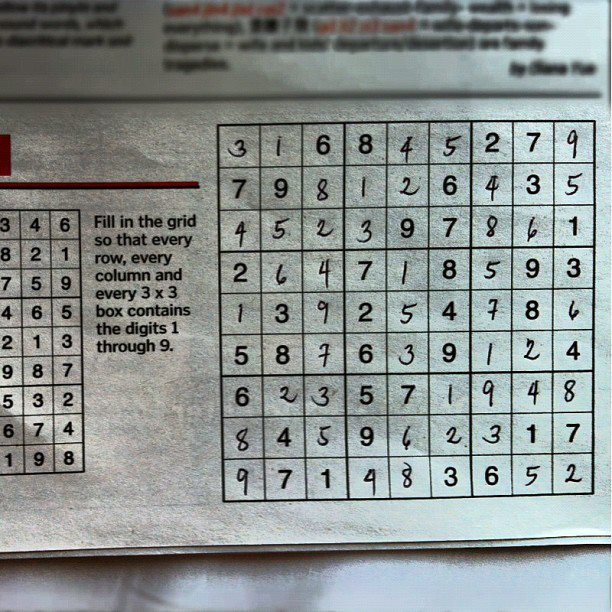 3 4 6
8 2 1
7 5 9
4 6 5
2 1 3
9 8 7
5 3 2
6 7 4
1 9 8
Fill in the grid
so that every
row, every
column and
every 3 x 3
box contains
the digits 1
through 9.
3 1 6 8 4 5 2 7 9
7 9 8 1 2 6 4 3 5
4 5 2 3 9 7 8 6 1
2 6 4 7 1 8 5 9 3
1 3 9 2 5 4 7 8 6
5 8 7 6 3 9 1 2 4
6 2 3 5 7 1 9 4 8
8 4 5 9 6 2 3 1 7
9 7 1 4 8 3 6 5 2